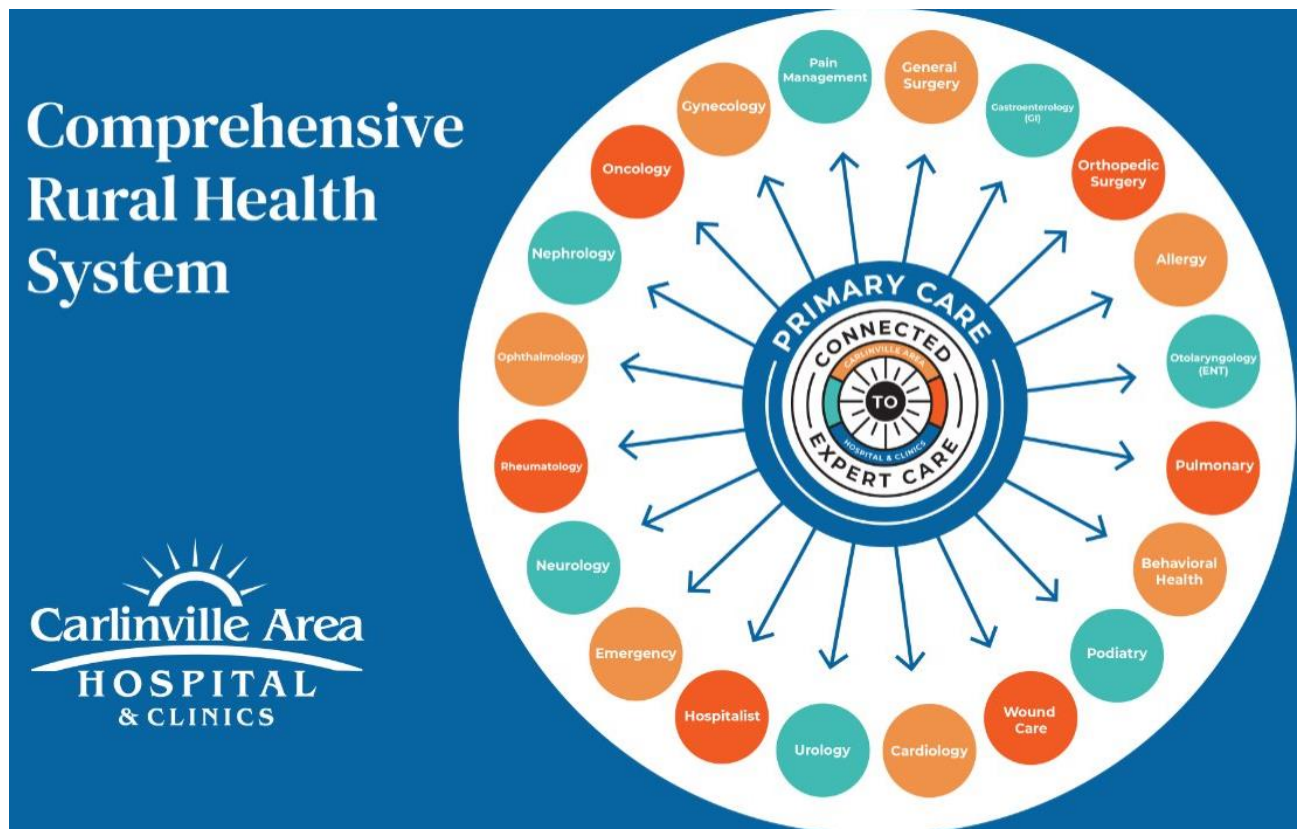 Comprehensive
Rural Health
System
Carlinville Area
HOSPITAL
& CLINICS
PRIMARY CARE
CONNECTED
CARLINVILLE AREA
TO
HOSPITAL & CLINICS
EXPERT CARE
Pain
Management
General
Surgery
Gastroenterology
(GI)
Orthopedic
Surgery
Allergy
Otolaryngology
(ENT)
Pulmonary
Behavioral
Health
Podiatry
Wound
Care
Cardiology
Urology
Hospitalist
Emergency
Neurology
Rheumatology
Ophthalmology
Nephrology
Oncology
Gynecology